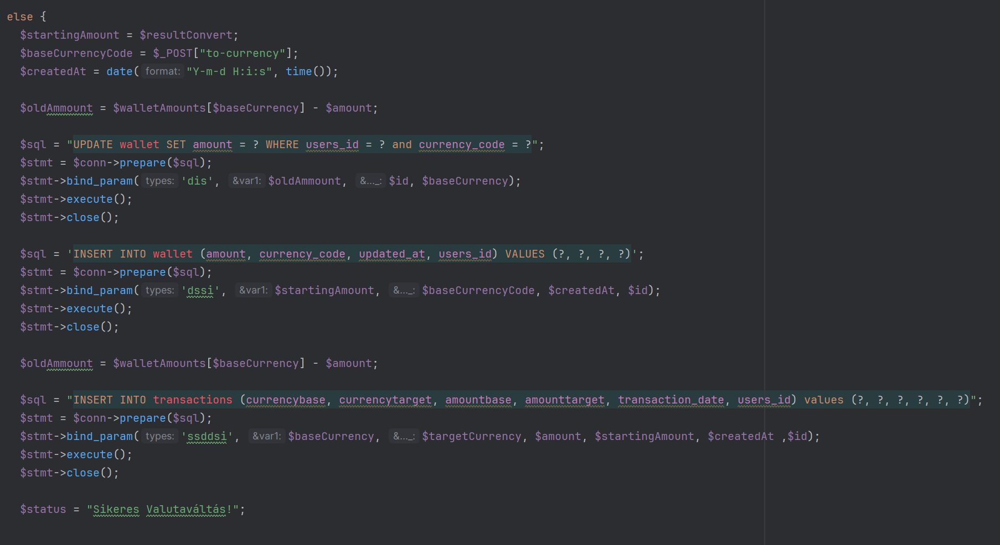 else {
$startingAmount = $resultConvert;
$baseCurrencyCode = $_POST["to-currency"];
$createdAt = date( format: "Y-m-d H:i:s", time());
$oldAmmount = $walletAmounts[$baseCurrency] - $amount;
$sql = "UPDATE wallet SET amount = ? WHERE users_id = ? and currency_code = ?";
$stmt = $conn->prepare($sql);
$stmt->bind_param( types: 'dis', &var1: $oldAmmount, &..._: $id, $baseCurrency);
$stmt->execute();
$stmt->close();
$sql = 'INSERT INTO wallet (amount, currency_code, updated_at, users_id) VALUES (?, ?, ?, ?)';
$stmt = $conn->prepare($sql);
$stmt->bind_param( types: 'dssi', &var1: $startingAmount, &..._: $baseCurrencyCode, $createdAt, $id);
$stmt->execute();
$stmt->close();
$oldAmmount = $walletAmounts[$baseCurrency] - $amount;
$sql = "INSERT INTO transactions (currencybase, currencytarget, amountbase, amounttarget, transaction_date, users_id) values (?, ?, ?, ?, ?, ?)";
$stmt = $conn->prepare($sql);
$stmt->bind_param( types: 'ssddsi', &var1: $baseCurrency, &..._: $targetCurrency, $amount, $startingAmount, $createdAt ,$id);
$stmt->execute();
$stmt->close();
$status = "Sikeres Valutaváltás!";